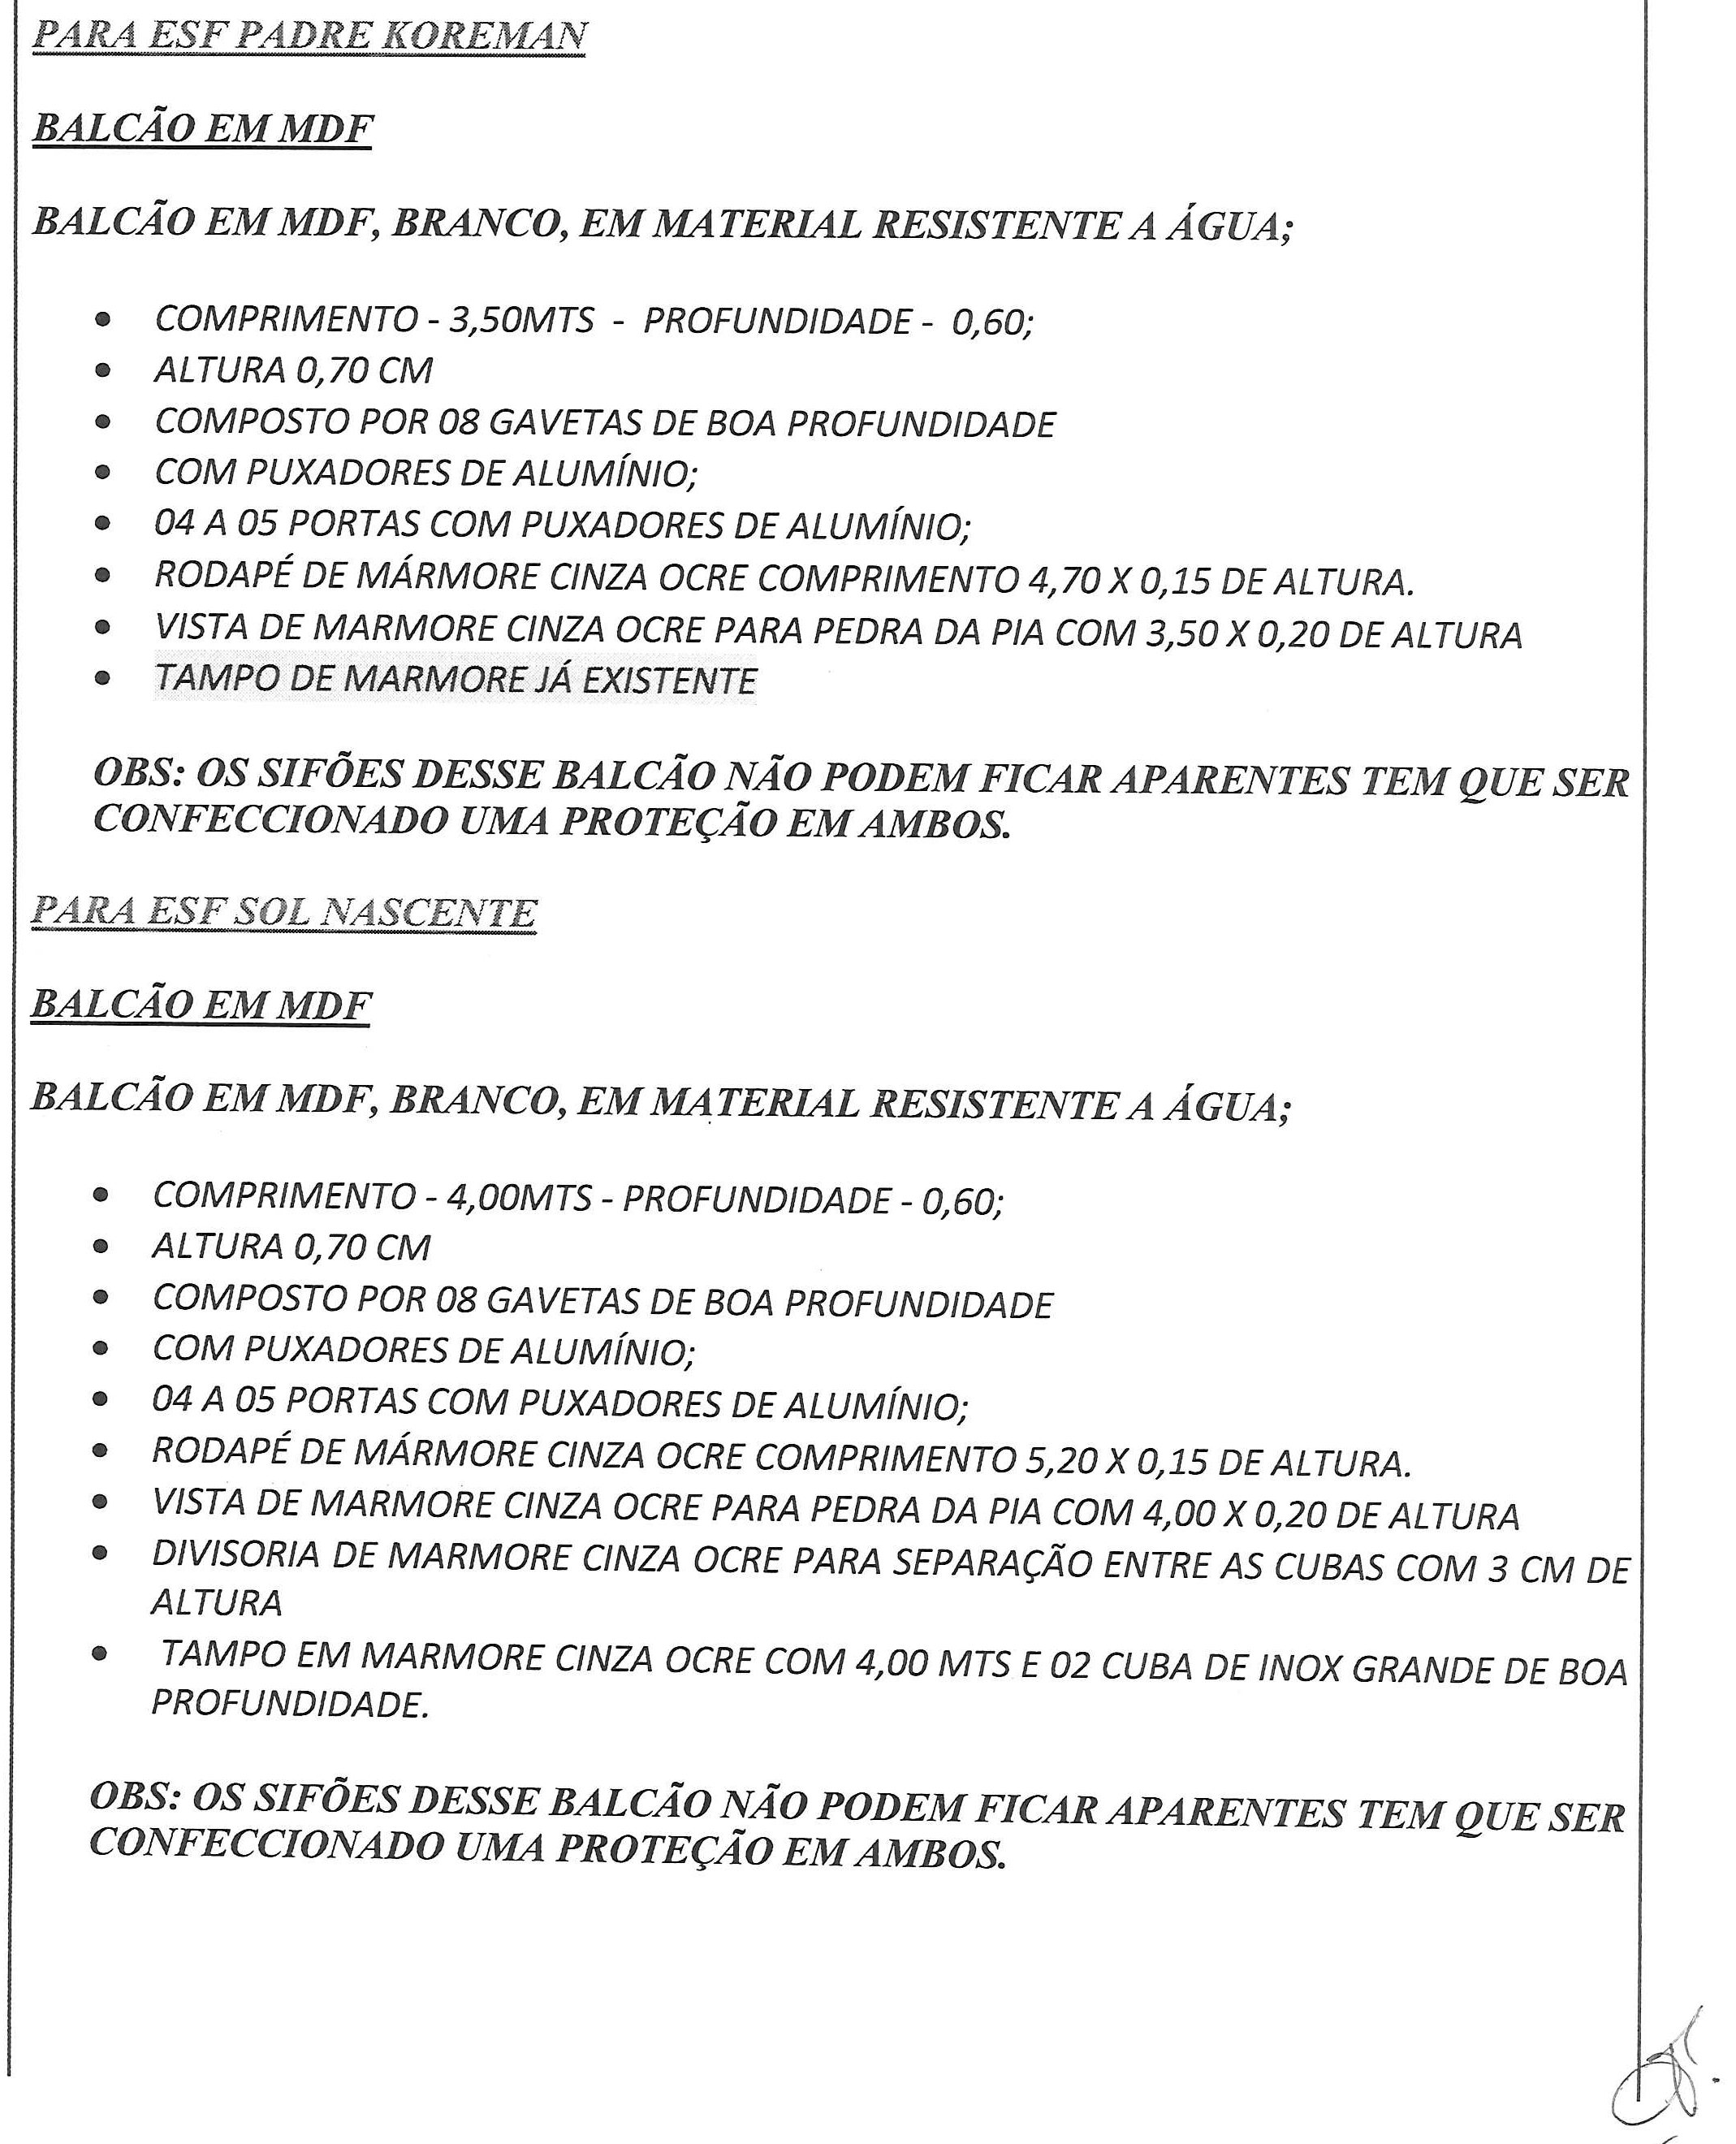 PARA ESF PADRE KOREMAN
BALCÃO EM MDF
BALCÃO EM MDF, BRANCO, EM MATERIAL RESISTENTE A ÁGUA;
• COMPRIMENTO - 3,50MTS - PROFUNDIDADE - 0,60;
• ALTURA 0,70 CM
• COMPOSTO POR 08 GAVETAS DE BOA PROFUNDIDADE
• COM PUXADORES DE ALUMÍNIO;
• 04 A 05 PORTAS COM PUXADORES DE ALUMÍNIO;
• RODAPÉ DE MÁRMORE CINZA OCRE COMPRIMENTO 4,70 X 0,15 DE ALTURA.
• VISTA DE MARMORE CINZA OCRE PARA PEDRA DA PIA COM 3,50 X 0,20 DE ALTURA
• TAMPO DE MARMORE JÁ EXISTENTE
OBS: OS SIFÕES DESSE BALCÃO NÃO PODEM FICAR APARENTES TEM QUE SER
CONFECCIONADO UMA PROTEÇÃO EM AMBOS.
PARA ESF SOL NASCENTE
BALCÃO EM MDF
BALCÃO EM MDF, BRANCO, EM MATERIAL RESISTENTE A ÁGUA;
• COMPRIMENTO - 4,00MTS - PROFUNDIDADE - 0,60;
• ALTURA 0,70 CM
• COMPOSTO POR 08 GAVETAS DE BOA PROFUNDIDADE
• COM PUXADORES DE ALUMÍNIO;
• 04 A 05 PORTAS COM PUXADORES DE ALUMÍNIO;
• RODAPÉ DE MÁRMORE CINZA OCRE COMPRIMENTO 5,20 X 0,15 DE ALTURA.
• VISTA DE MARMORE CINZA OCRE PARA PEDRA DA PIA COM 4,00 X 0,20 DE ALTURA
• DIVISORIA DE MARMORE CINZA OCRE PARA SEPARAÇÃO ENTRE AS CUBAS COM 3 CM DE
ALTURA
• TAMPO EM MARMORE CINZA OCRE COM 4,00 MTS E 02 CUBA DE INOX GRANDE DE BOA
PROFUNDIDADE.
OBS: OS SIFÕES DESSE BALCÃO NÃO PODEM FICAR APARENTES TEM QUE SER
CONFECCIONADO UMA PROTEÇÃO EM AMBOS.